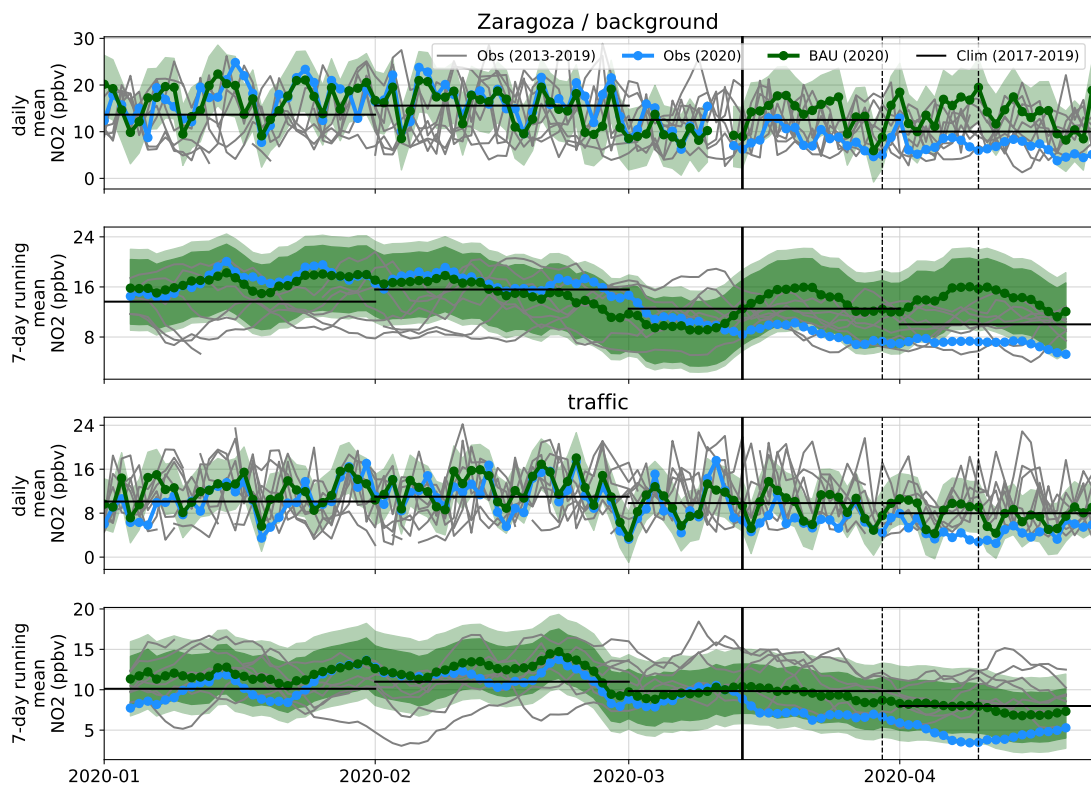 Zaragoza / background
Obs (2013-2019)
Obs (2020)
BAU (2020)
Clim (2017-2019)
daily
mean
NO2 (ppbv)
30
20
10
0
7-day running
mean
NO2 (ppbv)
24
16
8
traffic
daily
mean
NO2 (ppbv)
24
16
8
0
7-day running
mean
NO2 (ppbv)
20
15
10
5
2020-01
2020-02
2020-03
2020-04